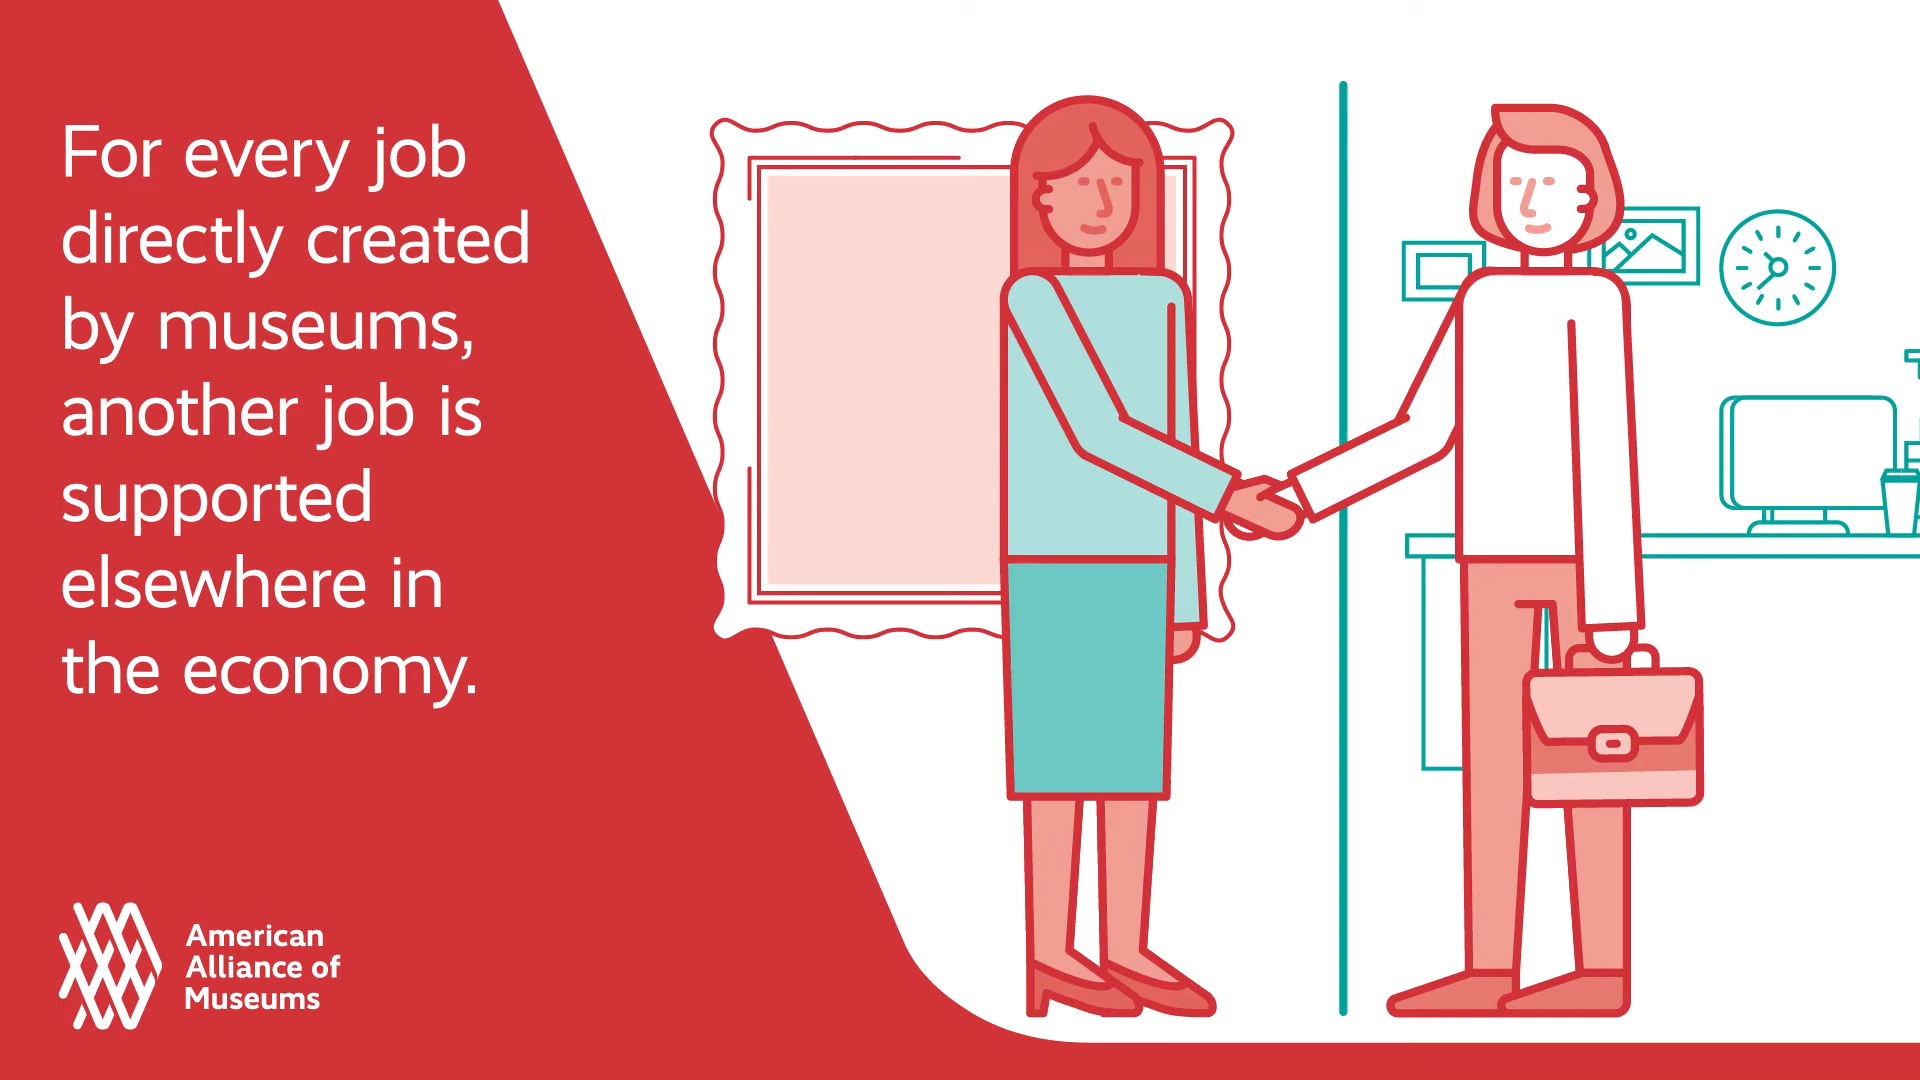 For every job
directly created
by museums,
another job is
supported
elsewhere in
the economy.
American
Alliance of
Museums